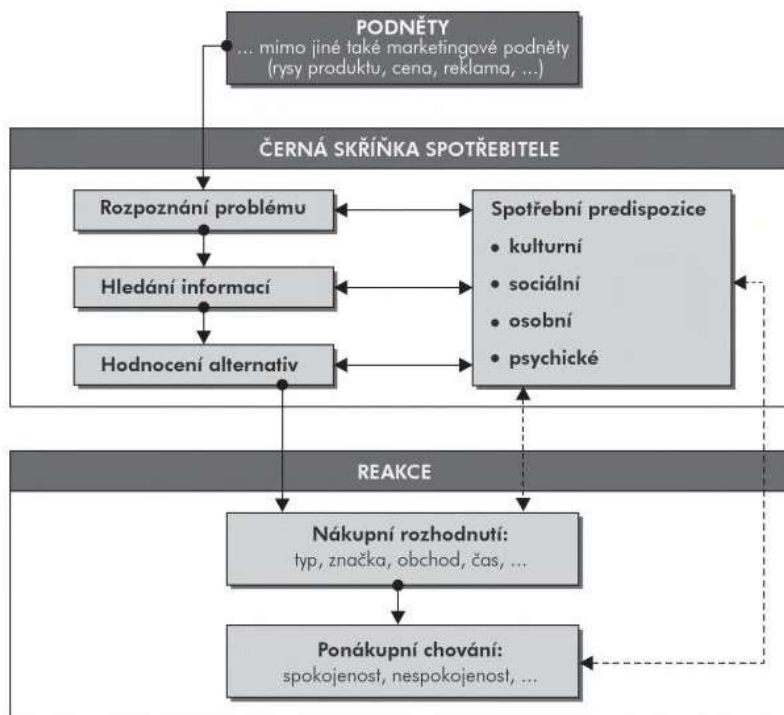 PODNĚTY
... mimo jiné také marketingové podněty
(rysy produktu, cena, reklama, ...)
ČERNÁ SKŘÍŇKA SPOTŘEBITELE
Rozpoznání problému
Hledání informací
Hodnocení alternativ
Spotřební predispozice
• kulturní
• sociální
• osobní
• psychické
REAKCE
Nákupní rozhodnutí:
typ, značka, obchod, čas, ...
Ponákupní chování:
spokojenost, nespokojenost, ...